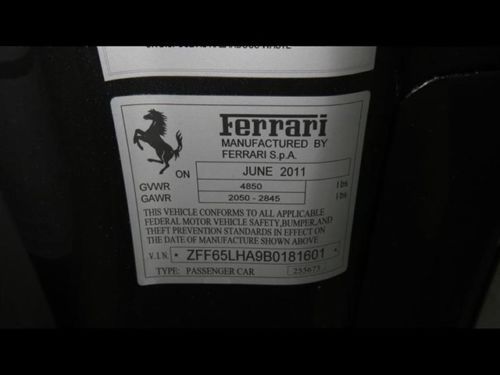 Ferrari
MANUFACTURED BY
FERRARI S.p.A.
ON JUNE 2011
GVWR 4850 lbs
GAWR 2050 - 2845 lbs
THIS VEHICLE CONFORMS TO ALL APPLICABLE
FEDERAL MOTOR VEHICLE SAFETY, BUMPER, AND
THEFT PREVENTION STANDARDS IN EFFECT ON
THE DATE OF MANUFACTURE SHOWN ABOVE
V.I.N. * ZFF65LHA9B0181601 *
TYPE: PASSENGER CAR 255673